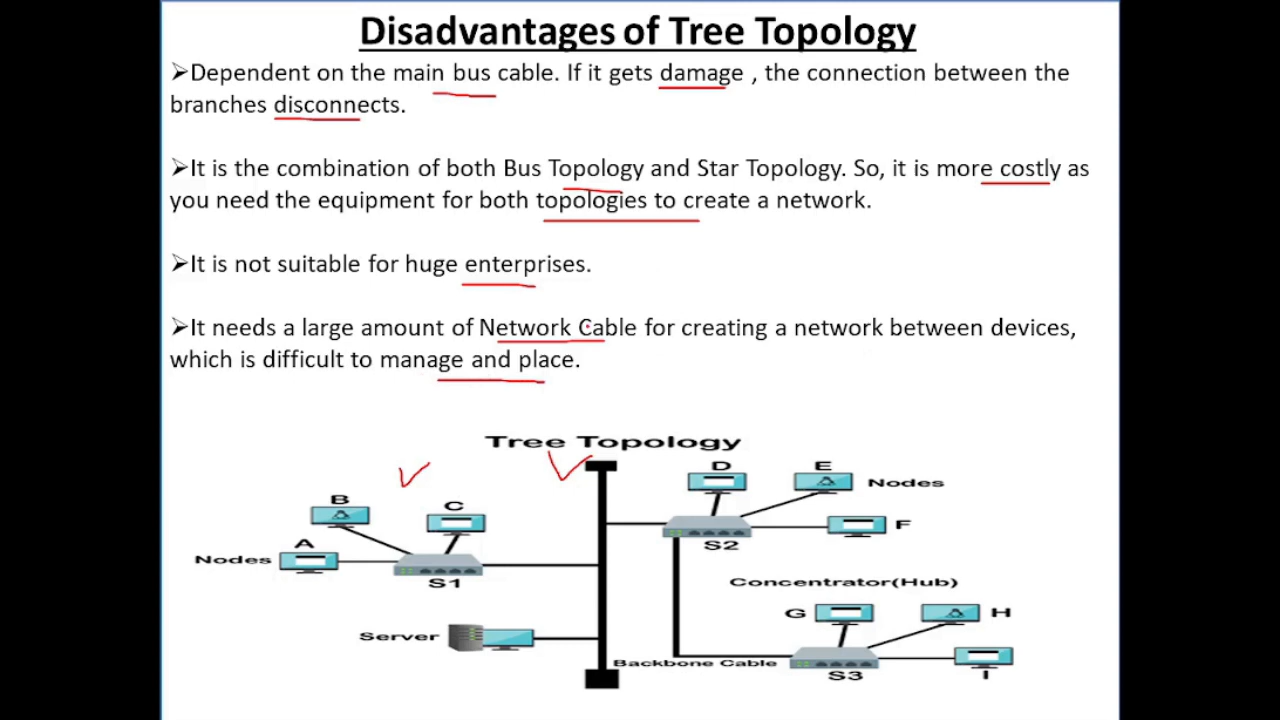 Disadvantages of Tree Topology
➢Dependent on the main bus cable. If it gets damage , the connection between the
branches disconnects.
➢It is the combination of both Bus Topology and Star Topology. So, it is more costly as
you need the equipment for both topologies to create a network.
➢It is not suitable for huge enterprises.
➢It needs a large amount of Network Cable for creating a network between devices,
which is difficult to manage and place.
Tree Topology
D E Nodes
B C
F
S2
Nodes A
S1
Concentrator(Hub)
G H
Server
Backbone Cable
S3 I